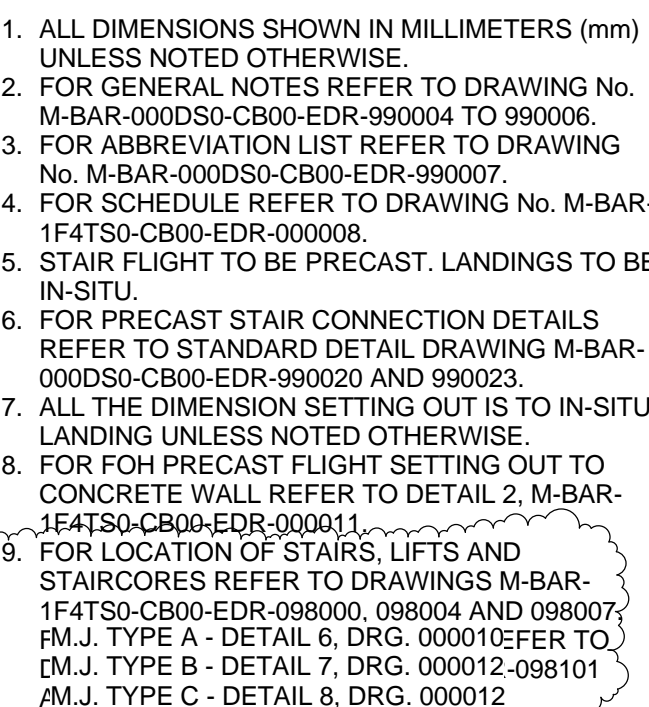 1. ALL DIMENSIONS SHOWN IN MILLIMETERS (mm)
UNLESS NOTED OTHERWISE.
2. FOR GENERAL NOTES REFER TO DRAWING No.
M-BAR-000DS0-CB00-EDR-990004 TO 990006.
3. FOR ABBREVIATION LIST REFER TO DRAWING
No. M-BAR-000DS0-CB00-EDR-990007.
4. FOR SCHEDULE REFER TO DRAWING No. M-BAR-
1F4TS0-CB00-EDR-000008.
5. STAIR FLIGHT TO BE PRECAST. LANDINGS TO BE
IN-SITU.
6. FOR PRECAST STAIR CONNECTION DETAILS
REFER TO STANDARD DETAIL DRAWING M-BAR-
000DS0-CB00-EDR-990020 AND 990023.
7. ALL THE DIMENSION SETTING OUT IS TO IN-SITU
LANDING UNLESS NOTED OTHERWISE.
8. FOR FOH PRECAST FLIGHT SETTING OUT TO
CONCRETE WALL REFER TO DETAIL 2, M-BAR-
1F4TS0-CB00-EDR-000011.
9. FOR LOCATION OF STAIRS, LIFTS AND
STAIRCORES REFER TO DRAWINGS M-BAR-
1F4TS0-CB00-EDR-098000, 098004 AND 098007.
M.J. TYPE A - DETAIL 6, DRG. 000010 TO
M.J. TYPE B - DETAIL 7, DRG. 000012 -098101
M.J. TYPE C - DETAIL 8, DRG. 000012